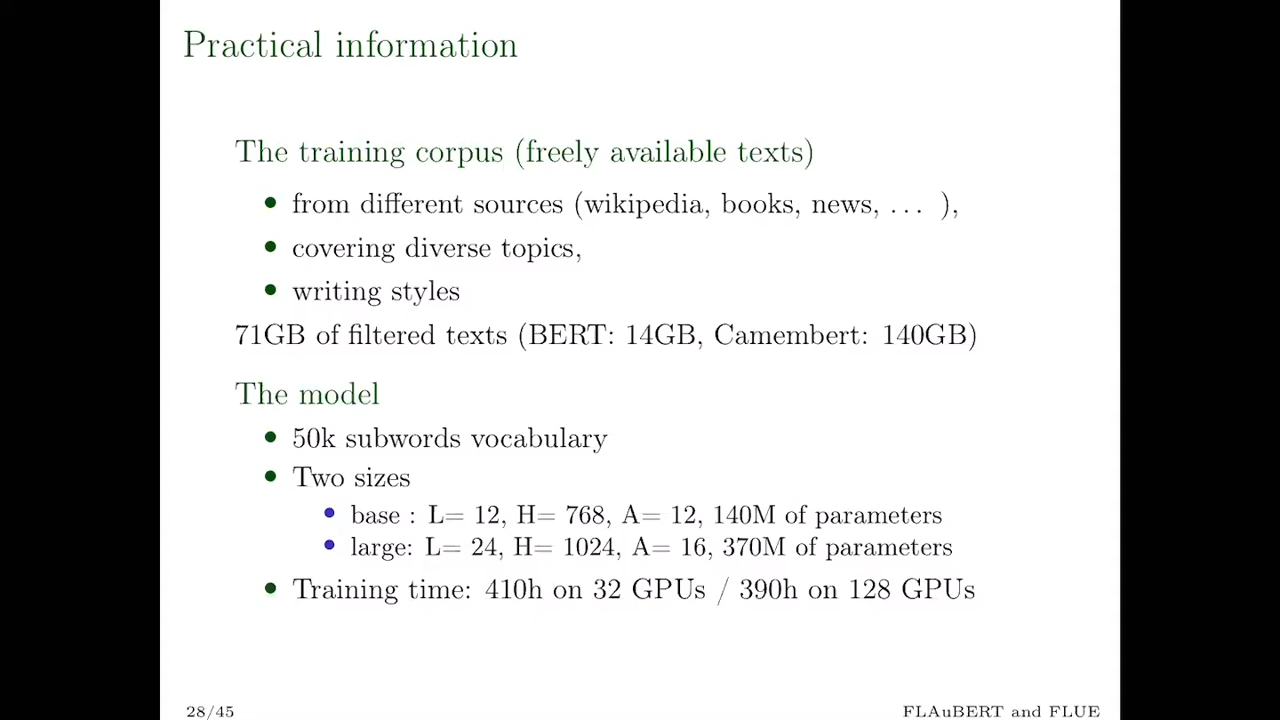 Practical information
The training corpus (freely available texts)
• from different sources (wikipedia, books, news, ... ),
• covering diverse topics,
• writing styles
71GB of filtered texts (BERT: 14GB, Camembert: 140GB)
The model
• 50k subwords vocabulary
• Two sizes
• base : L= 12, H= 768, A= 12, 140M of parameters
• large: L= 24, H= 1024, A= 16, 370M of parameters
• Training time: 410h on 32 GPUs / 390h on 128 GPUs
28/45 FLAuBERT and FLUE